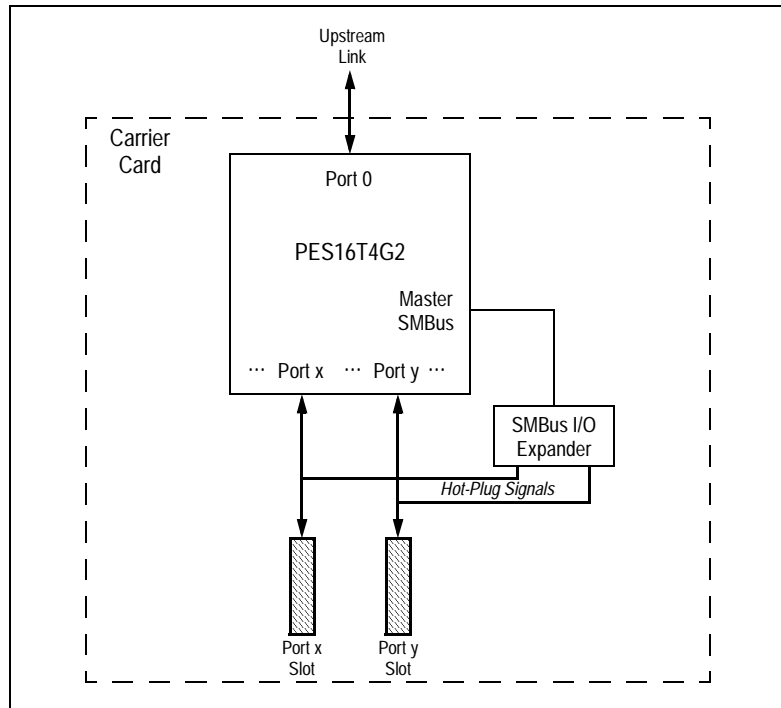 Upstream
Link
Carrier
Card
Port 0
PES16T4G2
Master
SMBus
··· Port x ··· Port y ···
SMBus I/O
Expander
Hot-Plug Signals
Port x
Slot
Port y
Slot